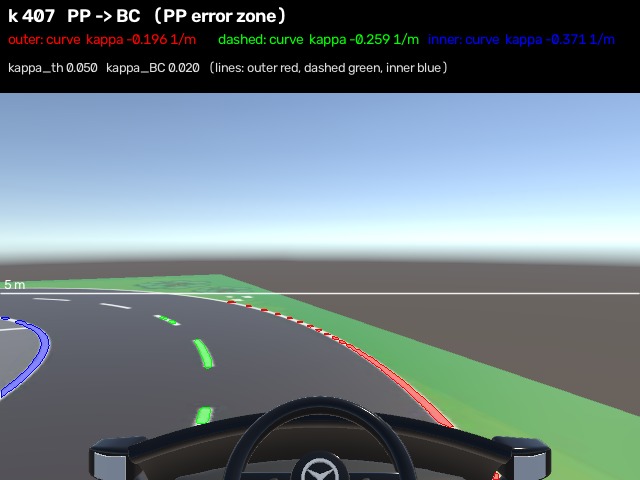 k 407 PP -> BC (PP error zone)
outer: curve kappa -0.196 1/m dashed: curve kappa -0.259 1/m inner: curve kappa -0.371 1/m
kappa_th 0.050 kappa_BC 0.020 (lines: outer red, dashed green, inner blue)
5 m